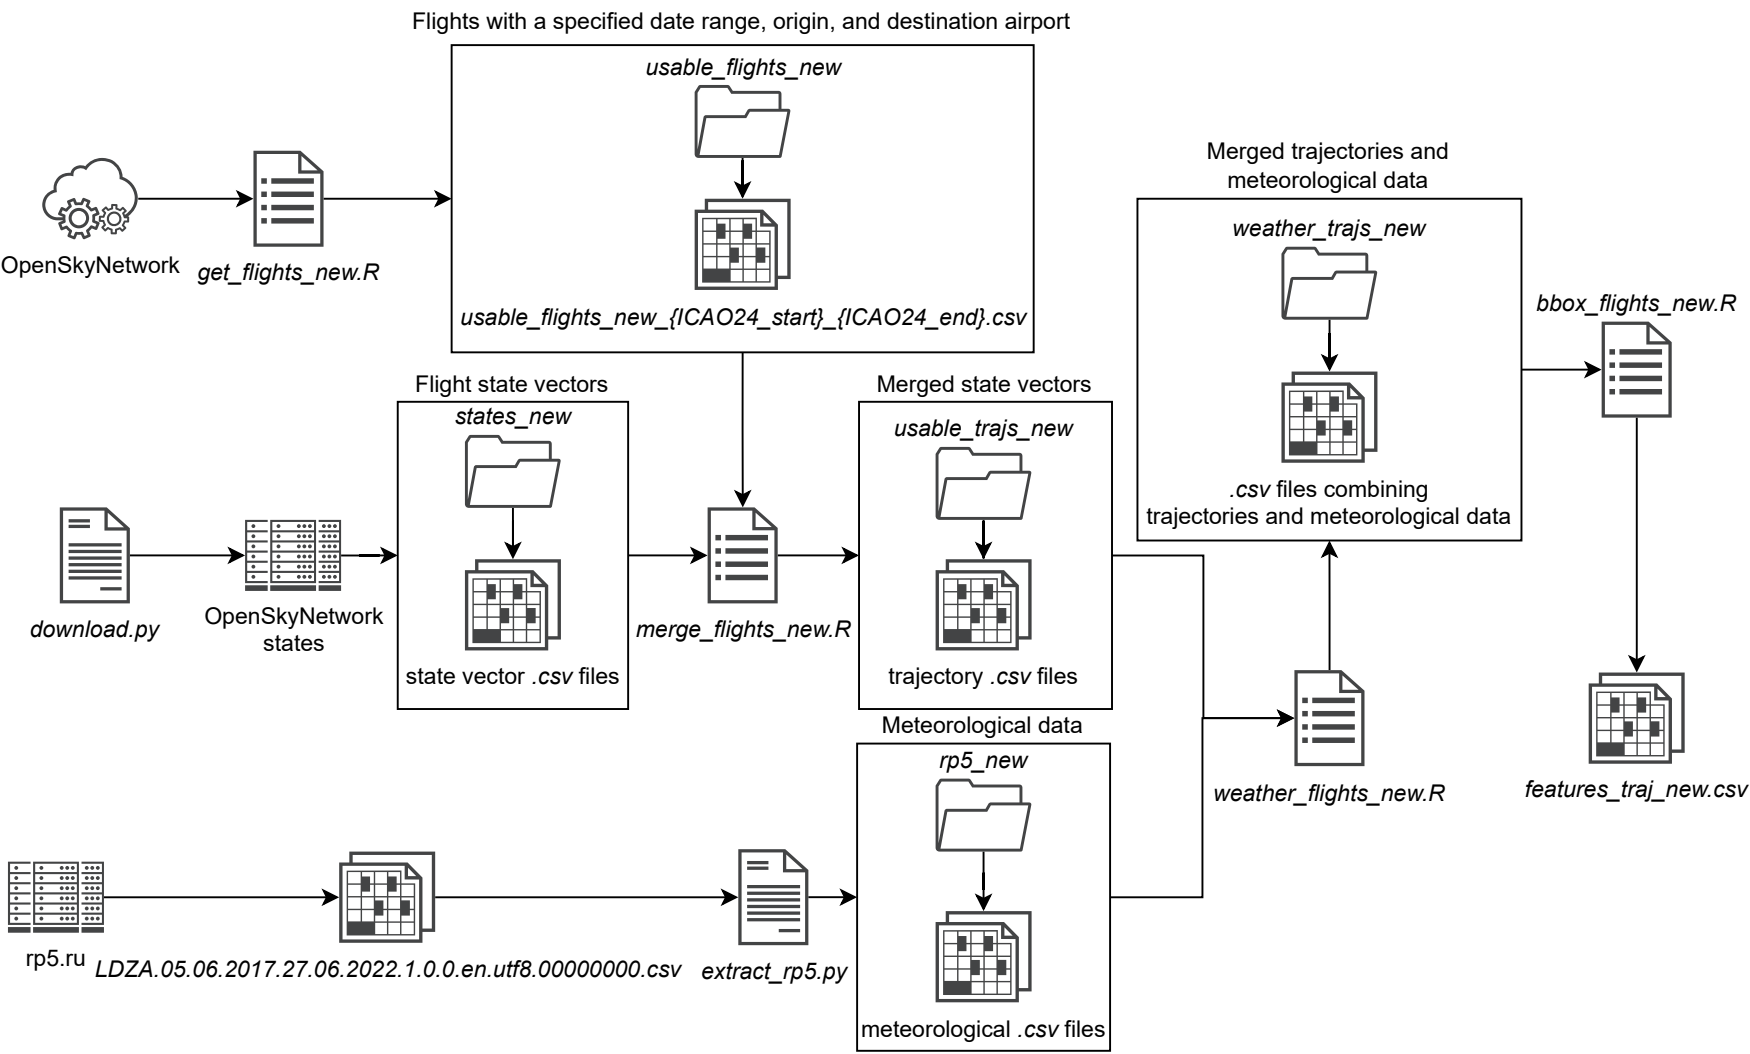 Flights with a specified date range, origin, and destination airport
usable_flights_new
usable_flights_new_{ICAO24_start}_{ICAO24_end}.csv
OpenSkyNetwork
get_flights_new.R
Merged trajectories and
meteorological data
weather_trajs_new
.csv files combining
trajectories and meteorological data
bbox_flights_new.R
Flight state vectors
states_new
state vector .csv files
Merged state vectors
usable_trajs_new
trajectory .csv files
download.py
OpenSkyNetwork
states
merge_flights_new.R
Meteorological data
rp5_new
meteorological .csv files
weather_flights_new.R
features_traj_new.csv
rp5.ru
LDZA.05.06.2017.27.06.2022.1.0.0.en.utf8.00000000.csv
extract_rp5.py